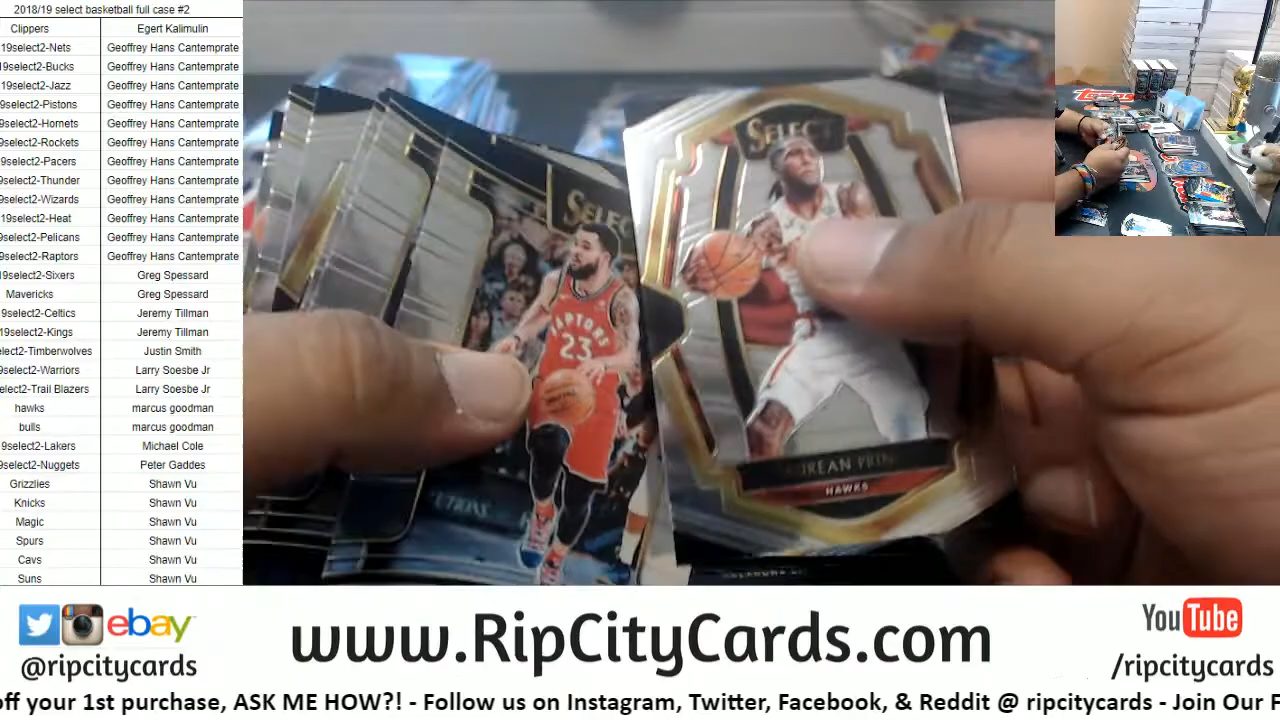 2018/19 select basketball full case #2
Clippers Egert Kalimulin
19select2-Nets Geoffrey Hans Cantemprate
19select2-Bucks Geoffrey Hans Cantemprate
19select2-Jazz Geoffrey Hans Cantemprate
9select2-Pistons Geoffrey Hans Cantemprate
9select2-Hornets Geoffrey Hans Cantemprate
9select2-Rockets Geoffrey Hans Cantemprate
9select2-Pacers Geoffrey Hans Cantemprate
9select2-Thunder Geoffrey Hans Cantemprate
9select2-Wizards Geoffrey Hans Cantemprate
19select2-Heat Geoffrey Hans Cantemprate
9select2-Pelicans Geoffrey Hans Cantemprate
9select2-Raptors Geoffrey Hans Cantemprate
19select2-Sixers Greg Spessard
Mavericks Greg Spessard
9select2-Celtics Jeremy Tillman
19select2-Kings Jeremy Tillman
elect2-Timberwolves Justin Smith
9select2-Warriors Larry Soesbe Jr
elect2-Trail Blazers Larry Soesbe Jr
hawks marcus goodman
bulls marcus goodman
9select2-Lakers Michael Cole
9select2-Nuggets Peter Gaddes
Grizzlies Shawn Vu
Knicks Shawn Vu
Magic Shawn Vu
Spurs Shawn Vu
Cavs Shawn Vu
Suns Shawn Vu
SELECT
RAPTORS
23
SELECT
UREAN PRIN
HAWKS
Topps
ebay
@ripcitycards
www.RipCityCards.com
YouTube
/ripcitycards
off your 1st purchase, ASK ME HOW?! - Follow us on Instagram, Twitter, Facebook, & Reddit @ ripcitycards - Join Our F